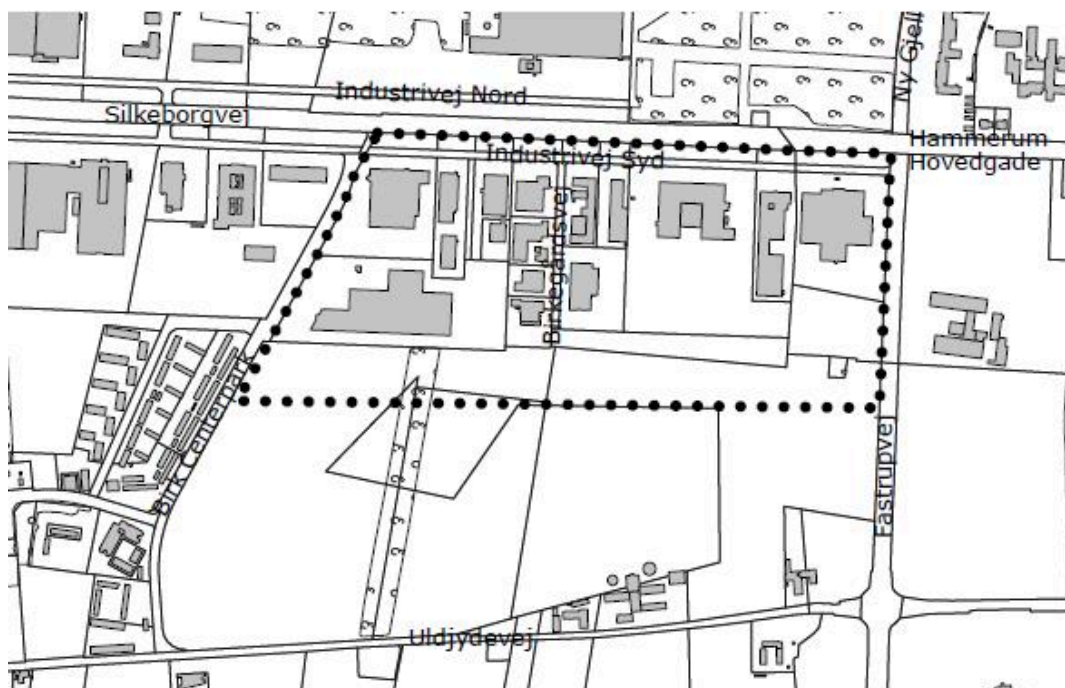 Ny Gjell
Industrivej Nord
Silkeborgvej
Hammerum
Hovedgade
Industrivej Syd
Birkegårdsvej
Birk Centerpark
Fastrupvej
Uldjydevej